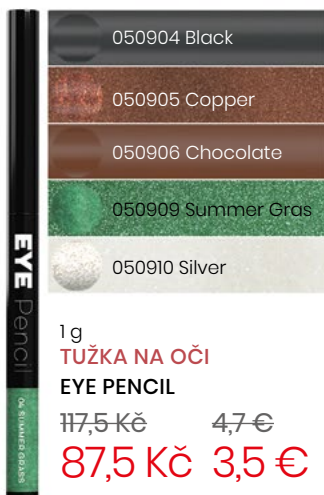 050904 Black
050905 Copper
050906 Chocolate
050909 Summer Gras
050910 Silver
EYE Pencil
04 SUMMER GRASS
1 g
TUŽKA NA OČI
EYE PENCIL
117,5 Kč 4,7 €
87,5 Kč 3,5 €